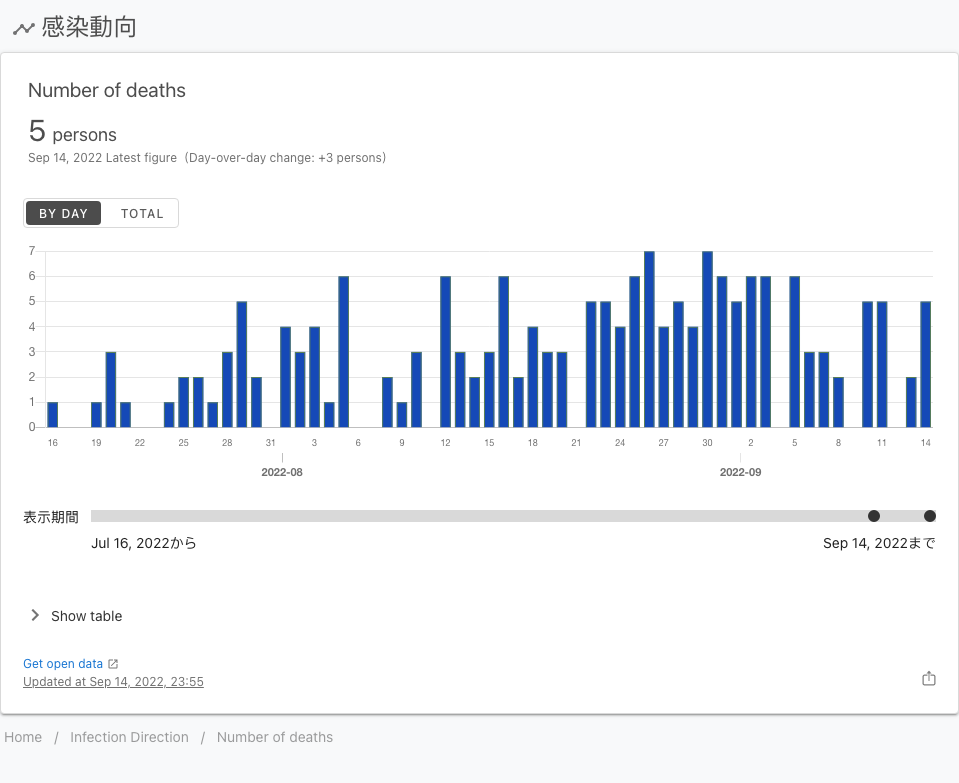 感染動向
Number of deaths
5 persons
Sep 14, 2022 Latest figure (Day-over-day change: +3 persons)
BY DAY TOTAL
7
6
5
4
3
2
1
0
16 19 22 25 28 31 3 6 9 12 15 18 21 24 27 30 2 5 8 11 14
2022-08 2022-09
表示期間
Jul 16, 2022から Sep 14, 2022まで
Show table
Get open data
Updated at Sep 14, 2022, 23:55
Home / Infection Direction / Number of deaths